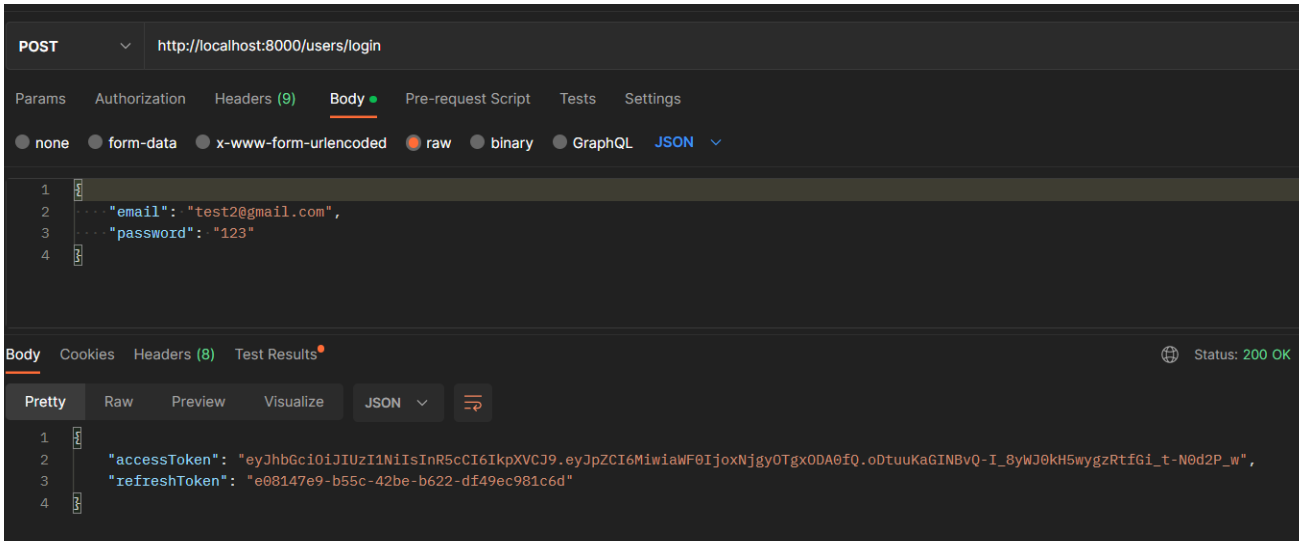 POST http://localhost:8000/users/login
Params Authorization Headers (9) Body Pre-request Script Tests Settings
none form-data x-www-form-urlencoded raw binary GraphQL JSON
1 {
2 "email": "test2@gmail.com",
3 "password": "123"
4 }
Body Cookies Headers (8) Test Results Status: 200 OK
Pretty Raw Preview Visualize JSON
1 {
2 "accessToken": "eyJhbGciOiJIUzI1NiIsInR5cCI6IkpXVCJ9.eyJpZCI6MiwiaWF0IjoxNjgyOTgxODA0fQ.oDtuuKaGINBvQ-I_8yWJ0kH5wygzRtfGi_t-N0d2P_w",
3 "refreshToken": "e08147e9-b55c-42be-b622-df49ec981c6d"
4 }